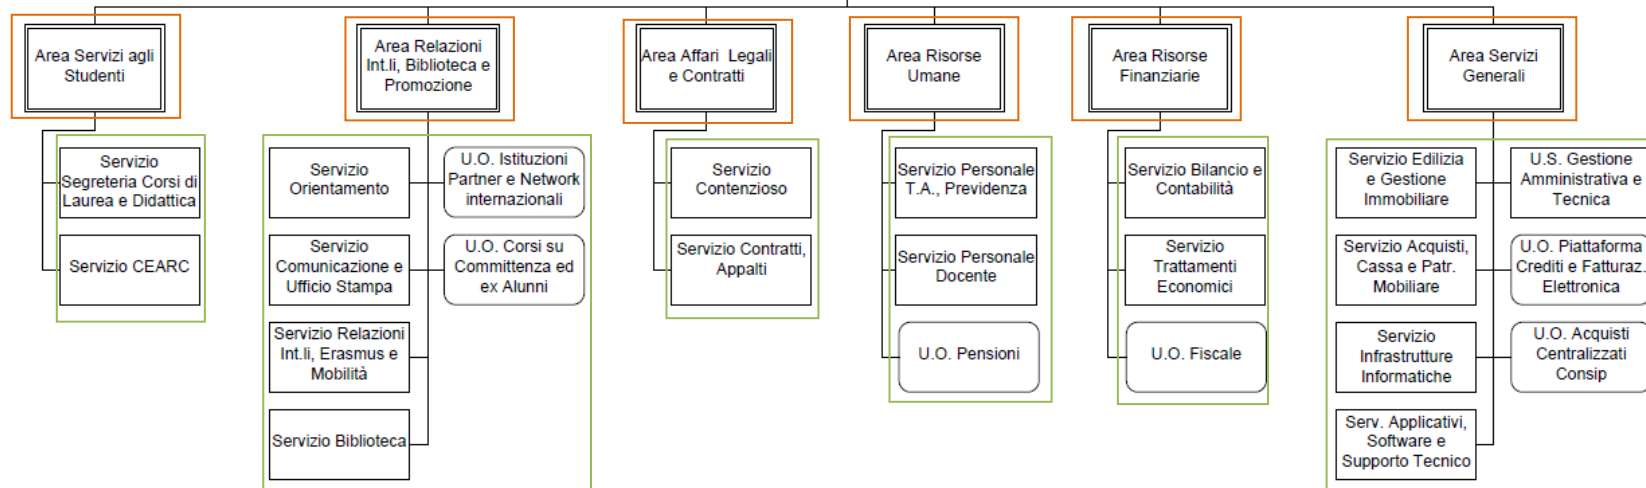 Area Servizi agli
Studenti
Area Relazioni
Int.li, Biblioteca e
Promozione
Area Affari Legali
e Contratti
Area Risorse
Umane
Area Risorse
Finanziarie
Area Servizi
Generali
Servizio
Segreteria Corsi di
Laurea e Didattica
Servizio CEARC
Servizio
Orientamento
U.O. Istituzioni
Partner e Network
internazionali
Servizio
Comunicazione e
Ufficio Stampa
U.O. Corsi su
Committenza ed
ex Alunni
Servizio Relazioni
Int.li, Erasmus e
Mobilità
Servizio Biblioteca
Servizio
Contenzioso
Servizio Contratti,
Appalti
Servizio Personale
T.A., Previdenza
Servizio Personale
Docente
U.O. Pensioni
Servizio Bilancio e
Contabilità
Servizio
Trattamenti
Economici
U.O. Fiscale
Servizio Edilizia
e Gestione
Immobiliare
U.S. Gestione
Amministrativa e
Tecnica
Servizio Acquisti,
Cassa e Patr.
Mobiliare
U.O. Piattaforma
Crediti e Fatturaz.
Elettronica
Servizio
Infrastrutture
Informatiche
U.O. Acquisti
Centralizzati
Consip
Serv. Applicativi,
Software e
Supporto Tecnico